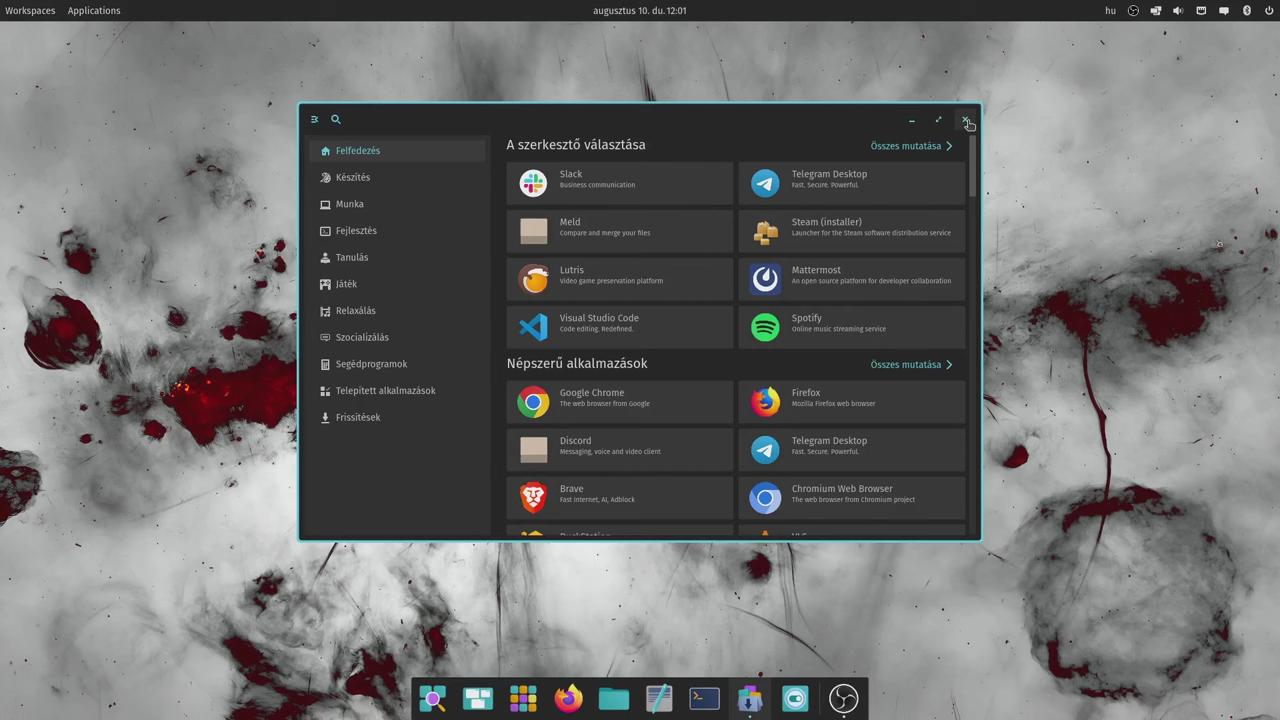 Workspaces Applications augusztus 10. du.12:01 hu
A szerkesztő választása Összes mutatása
Felfedezés
Készítés
Munka
Fejlesztés
Tanulás
Játék
Relaxálás
Szocializálás
Segédprogramok
Telepített alkalmazások
Frissítések
Slack
Business communication
Telegram Desktop
Fast. Secure. Powerful.
Meld
Compare and merge your files
Steam (installer)
Launcher for the Steam software distribution service
Lutris
Video game preservation platform
Mattermost
An open source platform for developer collaboration
Visual Studio Code
Code editing. Redefined.
Spotify
Online music streaming service
Népszerű alkalmazások Összes mutatása
Google Chrome
The web browser from Google
Firefox
Mozilla Firefox web browser
Discord
Messaging, voice and video client
Telegram Desktop
Fast. Secure. Powerful.
Brave
Fast Internet, AI, Adblock
Chromium Web Browser
The web browser from Chromium project